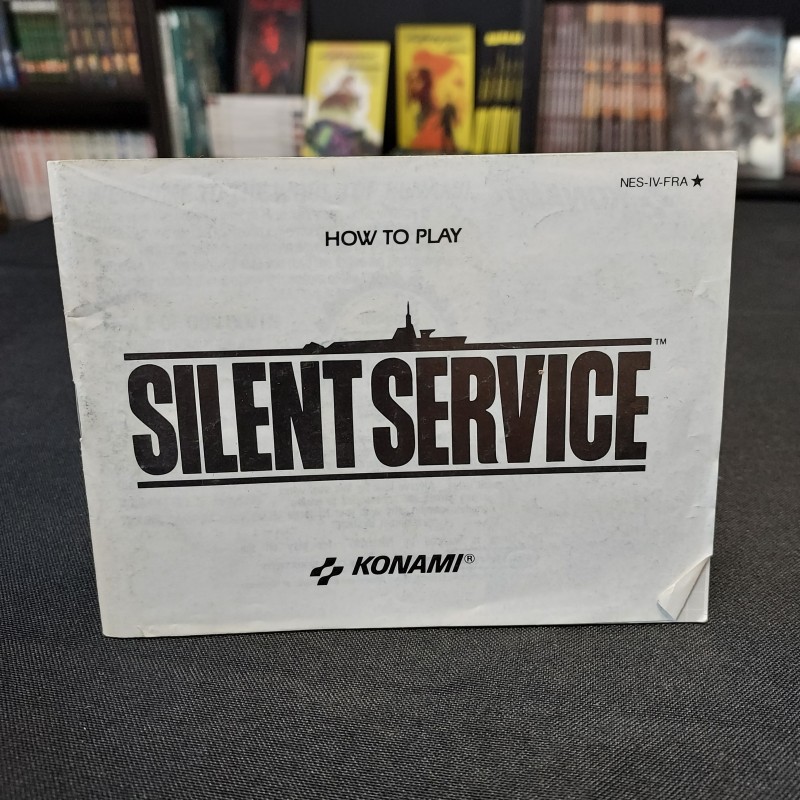 NES-IV-FRA★
HOW TO PLAY
SILENT SERVICE™
KONAMI®